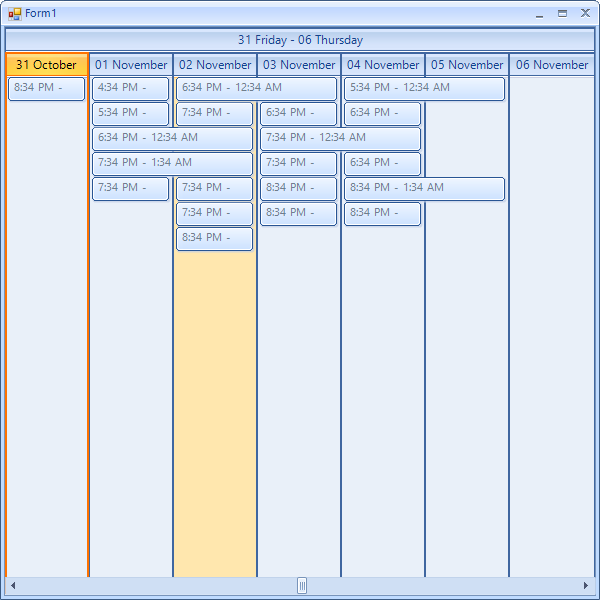 Form1
31 Friday - 06 Thursday
31 October 01 November 02 November 03 November 04 November 05 November 06 November
8:34 PM - 4:34 PM - 6:34 PM - 12:34 AM 5:34 PM - 12:34 AM
5:34 PM - 7:34 PM - 6:34 PM - 6:34 PM -
6:34 PM - 12:34 AM 7:34 PM - 12:34 AM
7:34 PM - 1:34 AM 7:34 PM - 6:34 PM -
7:34 PM - 7:34 PM - 8:34 PM - 8:34 PM - 1:34 AM
7:34 PM - 8:34 PM - 8:34 PM -
8:34 PM -